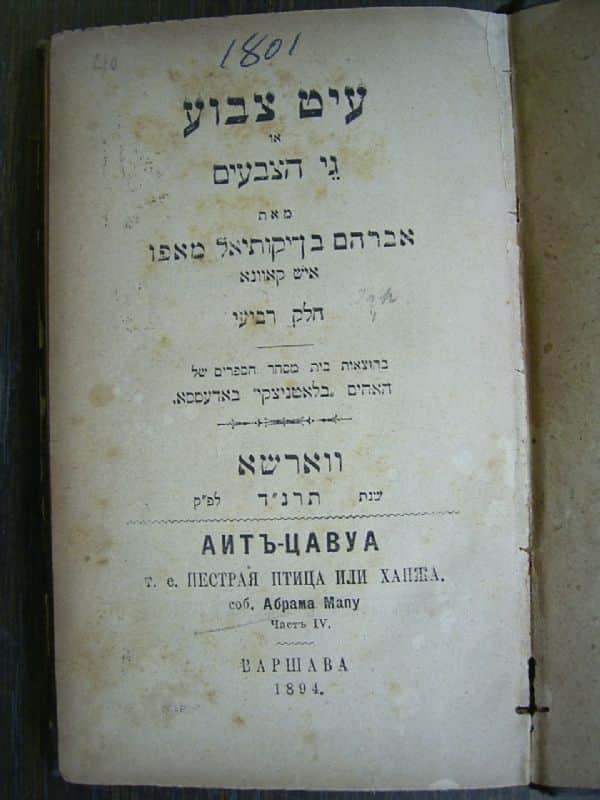 1801
עיט צבוע
או
גֵי הצבעים
מאת
אברהם בן־יקותיאל מאפו
איש קאוונא
חלק רביעי
בהוצאות בית מסחר הספרים של
האחים „בלאטניצקי” באדעססא.
ווארשא
שנת תרנ״ד לפ״ק
АИТЪ-ЦАВУА
т. е. ПЕСТРАЯ ПТИЦА ИЛИ ХАНЖА.
соб. Абрама Мапу
Часть IV.
ВАРШАВА
1894.